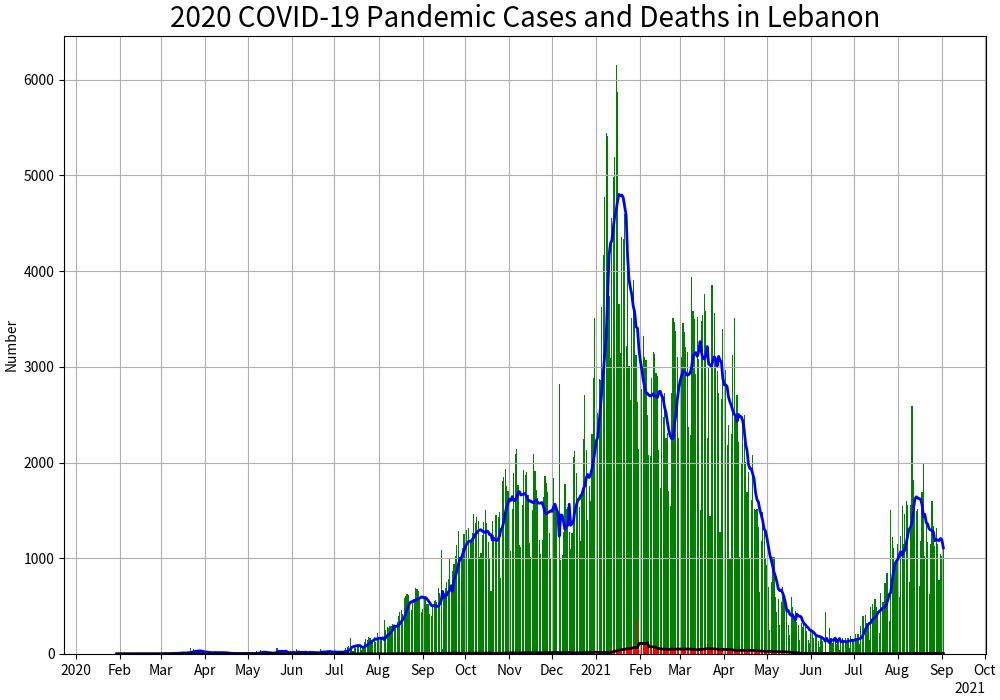 2020 COVID-19 Pandemic Cases and Deaths in Lebanon
Number
6000
5000
4000
3000
2000
1000
0
2020 Feb Mar Apr May Jun Jul Aug Sep Oct Nov Dec 2021 Feb Mar Apr May Jun Jul Aug Sep Oct
2021